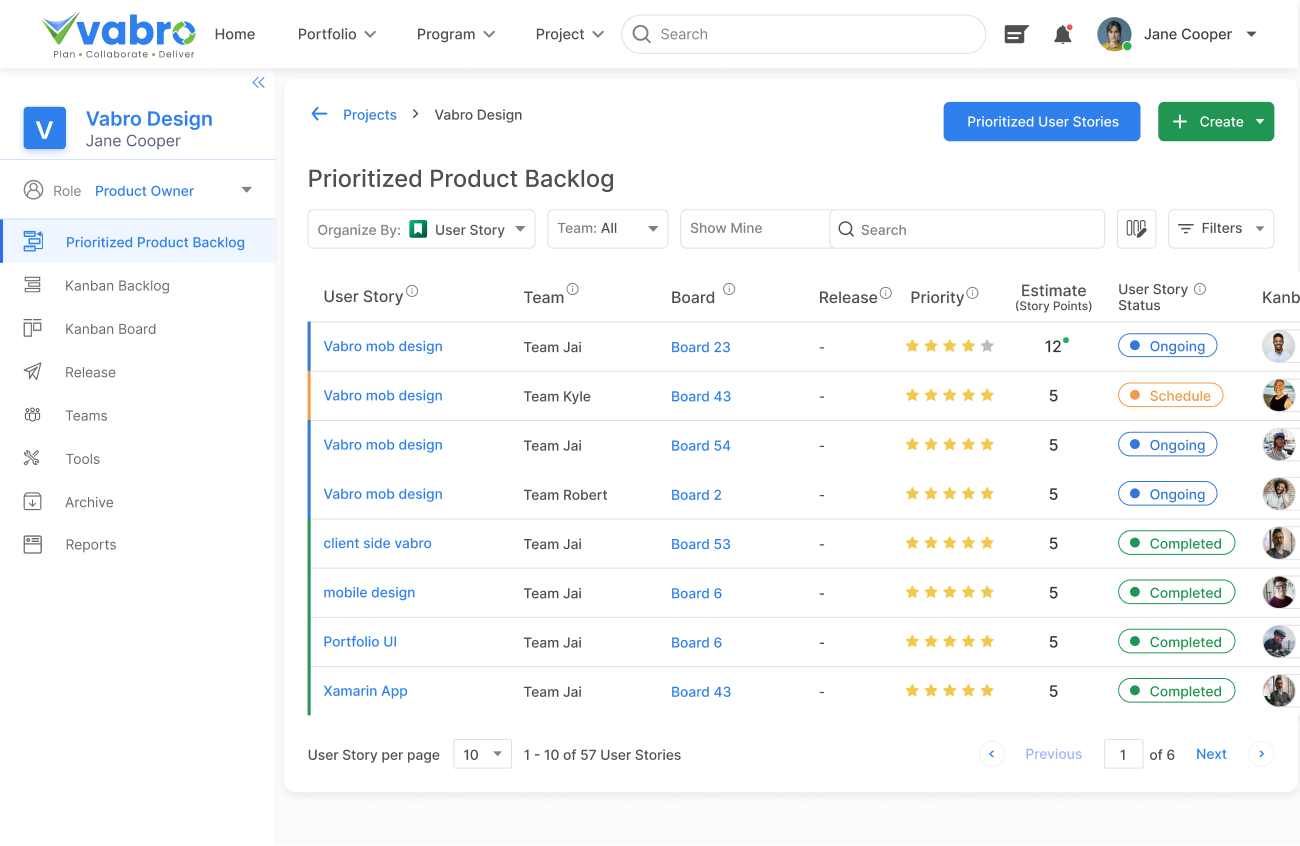 vabro
Plan • Collaborate • Deliver
Home
Portfolio
Program
Project
Search
Jane Cooper
V
Vabro Design
Jane Cooper
Role Product Owner
Prioritized Product Backlog
Kanban Backlog
Kanban Board
Release
Teams
Tools
Archive
Reports
Projects > Vabro Design
Prioritized User Stories
+ Create
Prioritized Product Backlog
Organize By: User Story
Team: All
Show Mine
Search
Filters
User Story Team Board Release Priority Estimate (Story Points) User Story Status Kanb
Vabro mob design Team Jai Board 23 - 12 Ongoing
Vabro mob design Team Kyle Board 43 - 5 Schedule
Vabro mob design Team Jai Board 54 - 5 Ongoing
Vabro mob design Team Robert Board 2 - 5 Ongoing
client side vabro Team Jai Board 53 - 5 Completed
mobile design Team Jai Board 6 - 5 Completed
Portfolio UI Team Jai Board 6 - 5 Completed
Xamarin App Team Jai Board 43 - 5 Completed
User Story per page 10 1 - 10 of 57 User Stories
< Previous 1 of 6 Next >